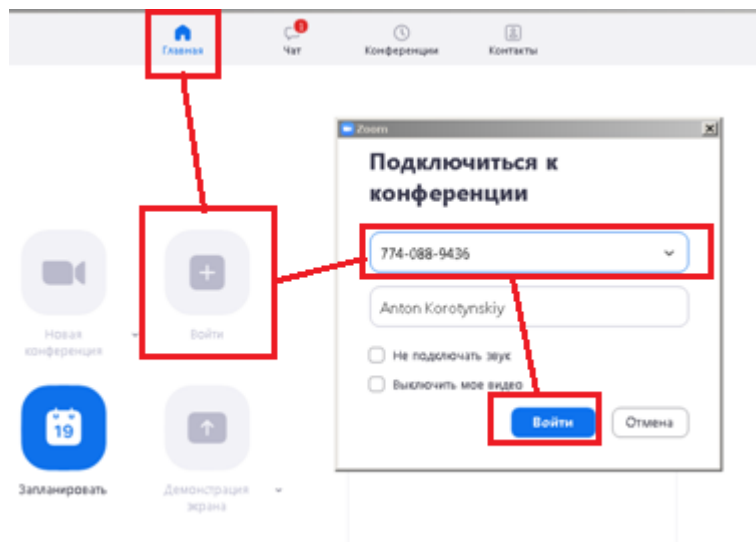 1
Главная
Чат
Конференции
Контакты
Zoom
Подключиться к
конференции
774-088-9436
Anton Korotynskiy
Не подключать звук
Выключить мое видео
Войти
Отмена
Новая
конференция
Войти
19
Запланировать
Демонстрация
экрана